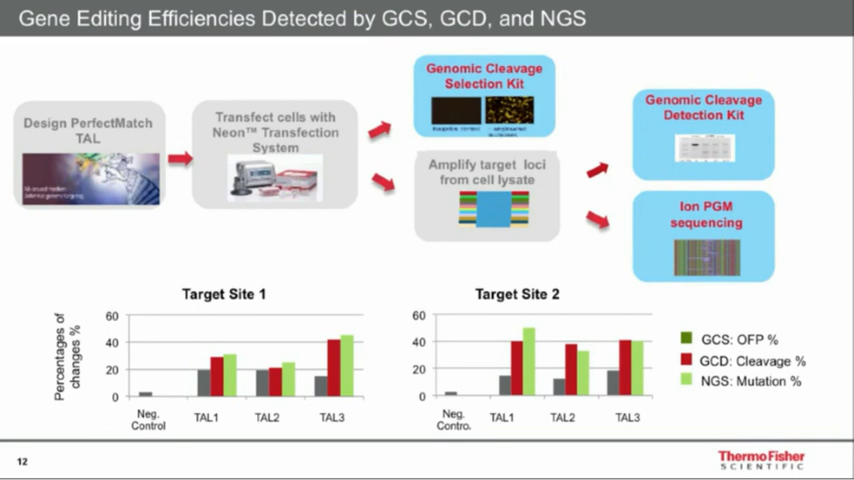 Gene Editing Efficiencies Detected by GCS, GCD, and NGS
Design PerfectMatch
TAL
Transfect cells with
Neon™ Transfection
System
Genomic Cleavage
Selection Kit
Amplify target loci
from cell lysate
Genomic Cleavage
Detection Kit
Ion PGM
sequencing
Target Site 1
Percentages of
changes %
60
40
20
0
Neg.
Control
TAL1
TAL2
TAL3
Target Site 2
60
40
20
0
Neg.
Contro.
TAL1
TAL2
TAL3
GCS: OFP %
GCD: Cleavage %
NGS: Mutation %
12
ThermoFisher
SCIENTIFIC